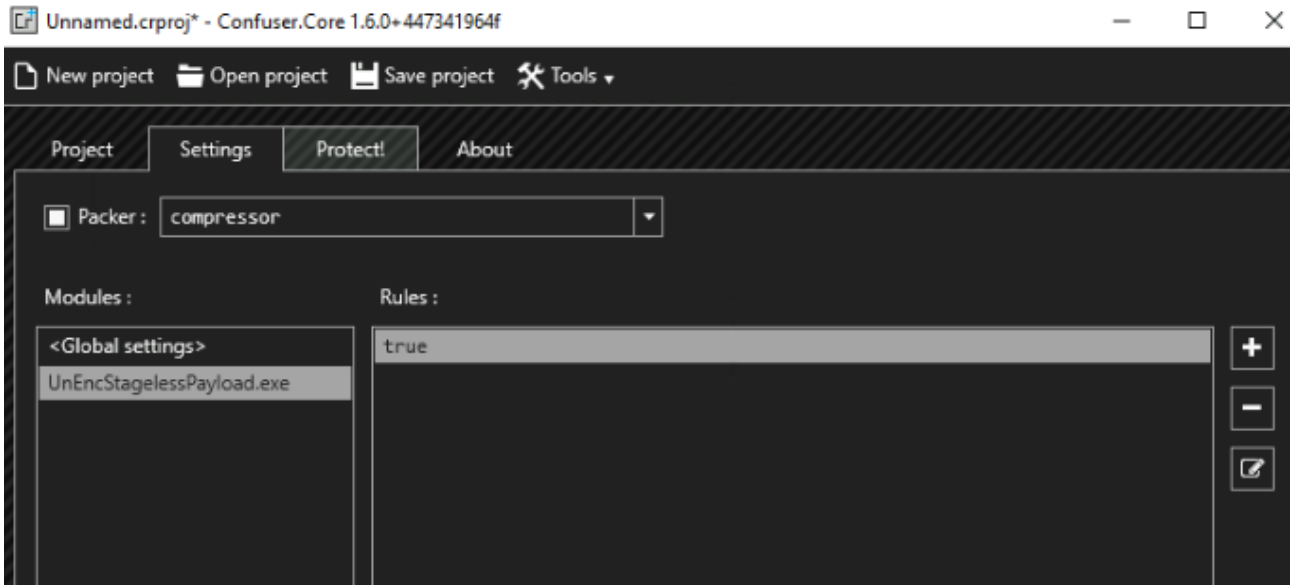 Unnamed.crproj* - Confuser.Core 1.6.0+447341964f
New project Open project Save project Tools
Project Settings Protect! About
Packer : compressor
Modules : Rules :
<Global settings> true
UnEncStagelessPayload.exe